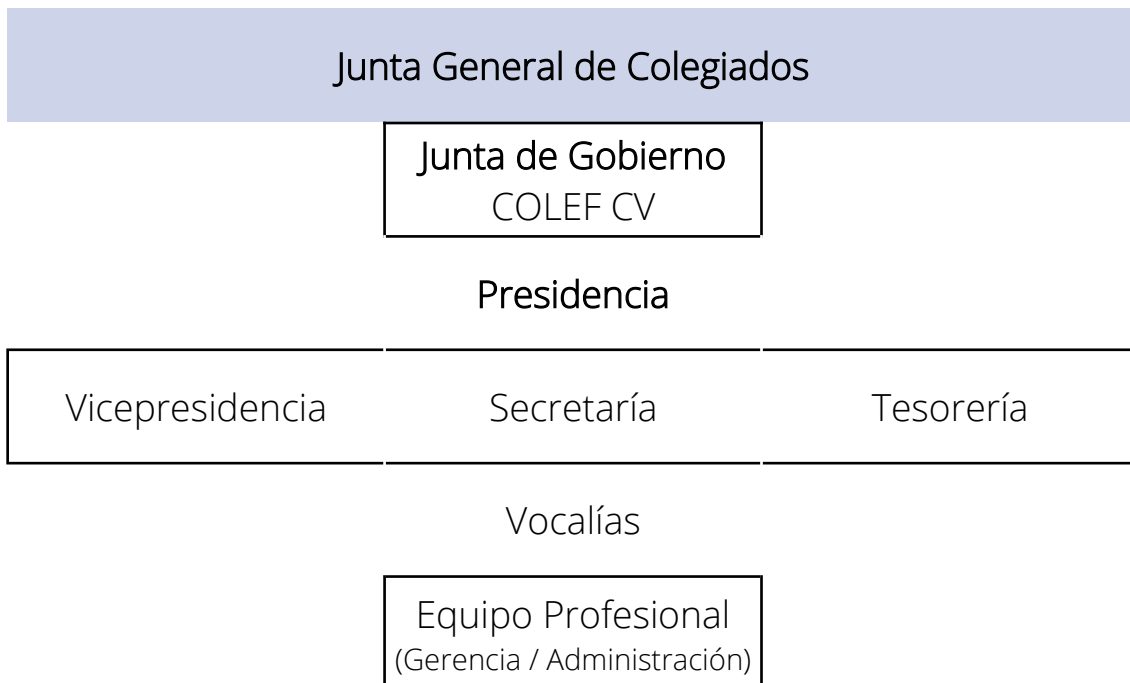 Junta General de Colegiados
Junta de Gobierno
COLEF CV
Presidencia
Vicepresidencia Secretaría Tesorería
Vocalías
Equipo Profesional
(Gerencia / Administración)